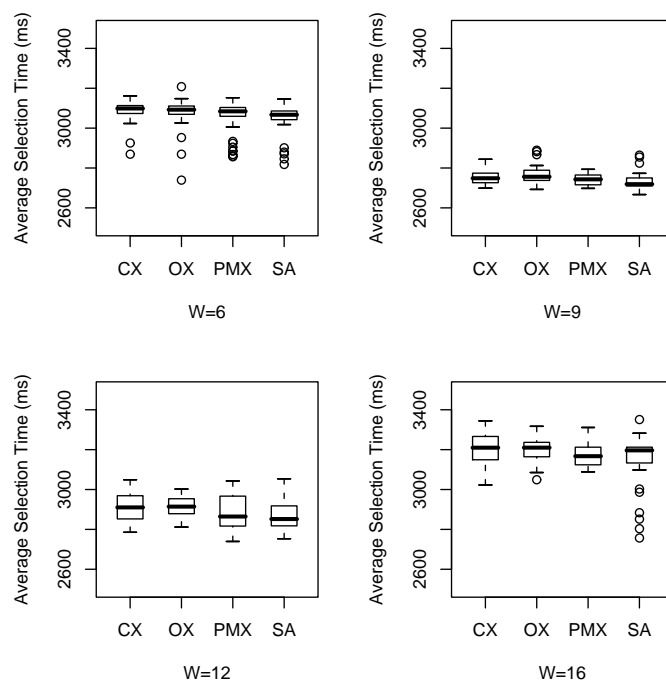 Average Selection Time (ms)
3400
3000
2600
CX OX PMX SA
W=6
Average Selection Time (ms)
3400
3000
2600
CX OX PMX SA
W=9
Average Selection Time (ms)
3400
3000
2600
CX OX PMX SA
W=12
Average Selection Time (ms)
3400
3000
2600
CX OX PMX SA
W=16